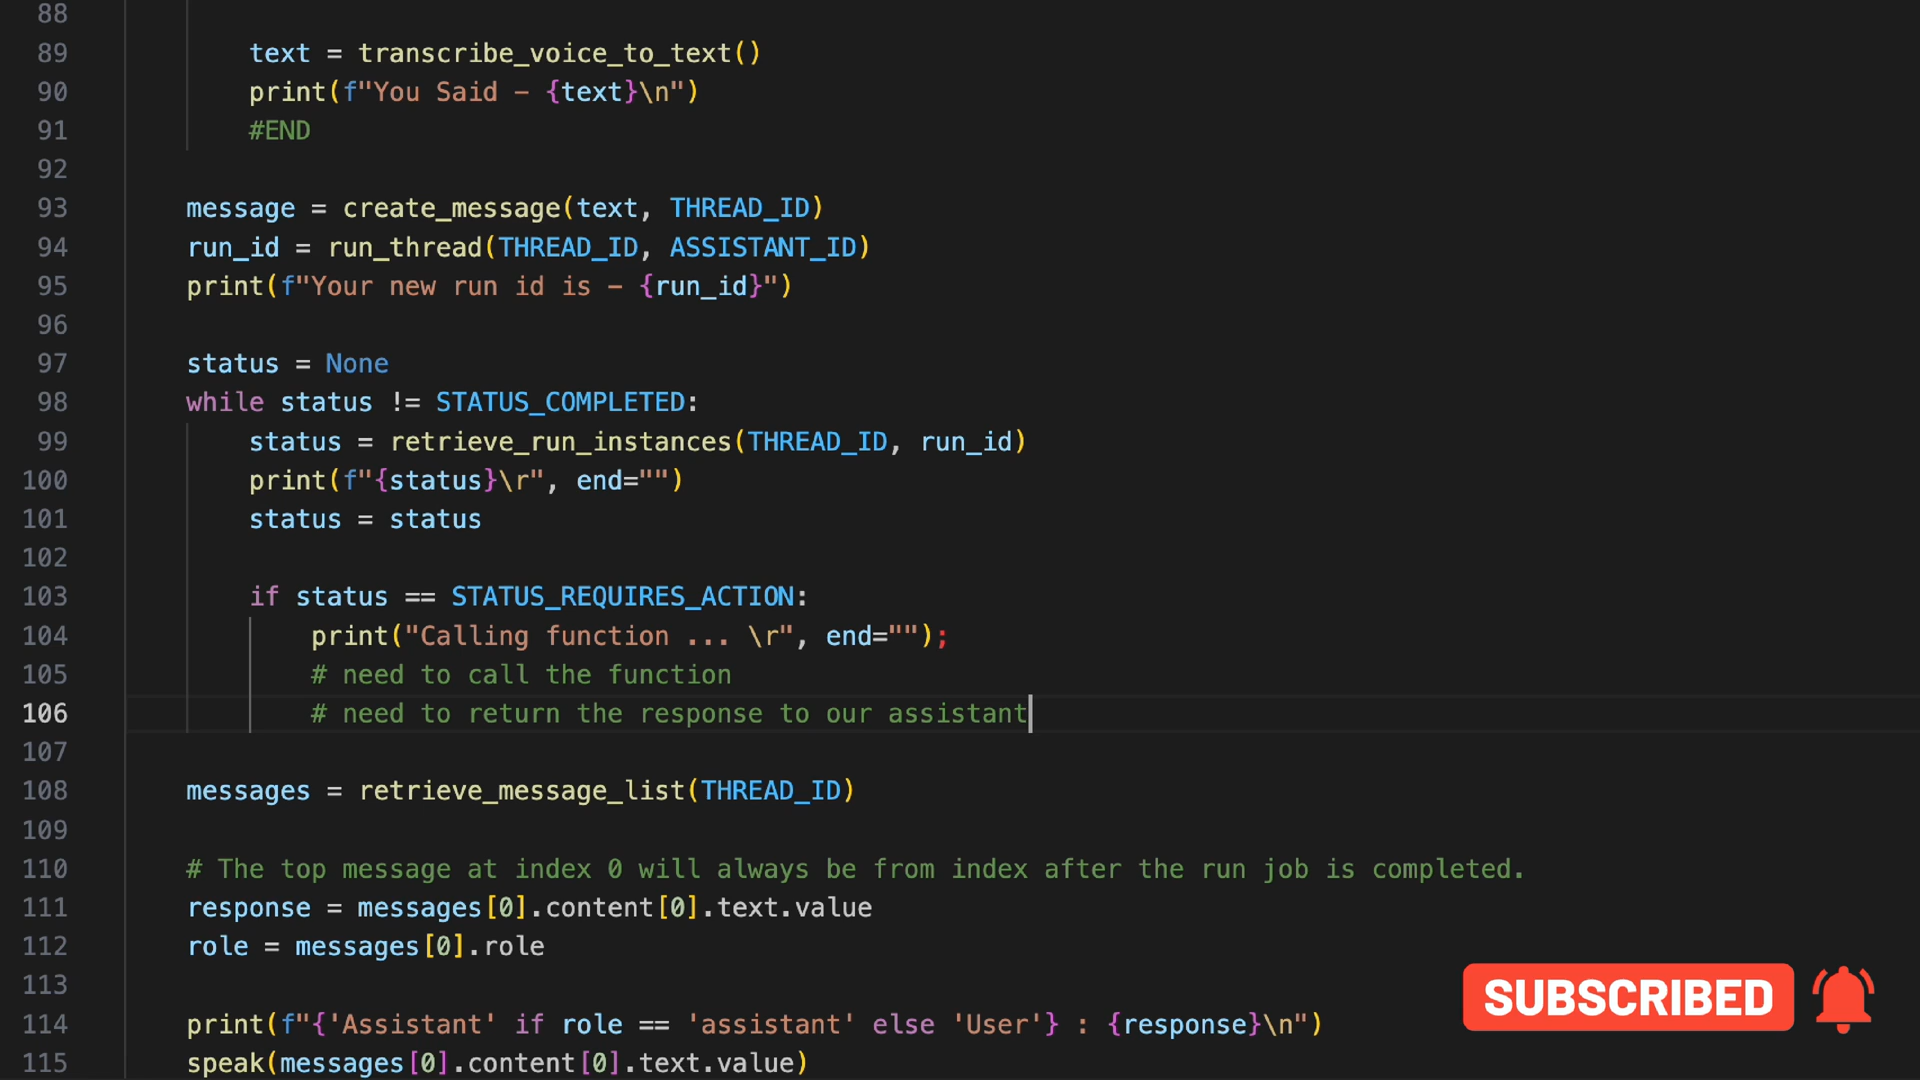 88
89 text = transcribe_voice_to_text()
90 print(f"You Said - {text}\n")
91 #END
92
93 message = create_message(text, THREAD_ID)
94 run_id = run_thread(THREAD_ID, ASSISTANT_ID)
95 print(f"Your new run id is - {run_id}")
96
97 status = None
98 while status != STATUS_COMPLETED:
99 status = retrieve_run_instances(THREAD_ID, run_id)
100 print(f"{status}\r", end="")
101 status = status
102
103 if status == STATUS_REQUIRES_ACTION:
104 print("Calling function ... \r", end="");
105 # need to call the function
106 # need to return the response to our assistant
107
108 messages = retrieve_message_list(THREAD_ID)
109
110 # The top message at index 0 will always be from index after the run job is completed.
111 response = messages[0].content[0].text.value
112 role = messages[0].role
113
114 print(f"{'Assistant' if role == 'assistant' else 'User'} : {response}\n")
115 speak(messages[0].content[0].text.value)
SUBSCRIBED